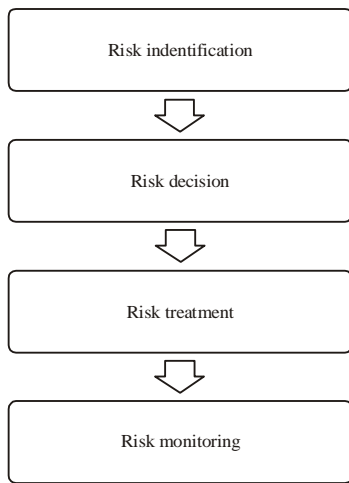 Risk indentification
Risk decision
Risk treatment
Risk monitoring